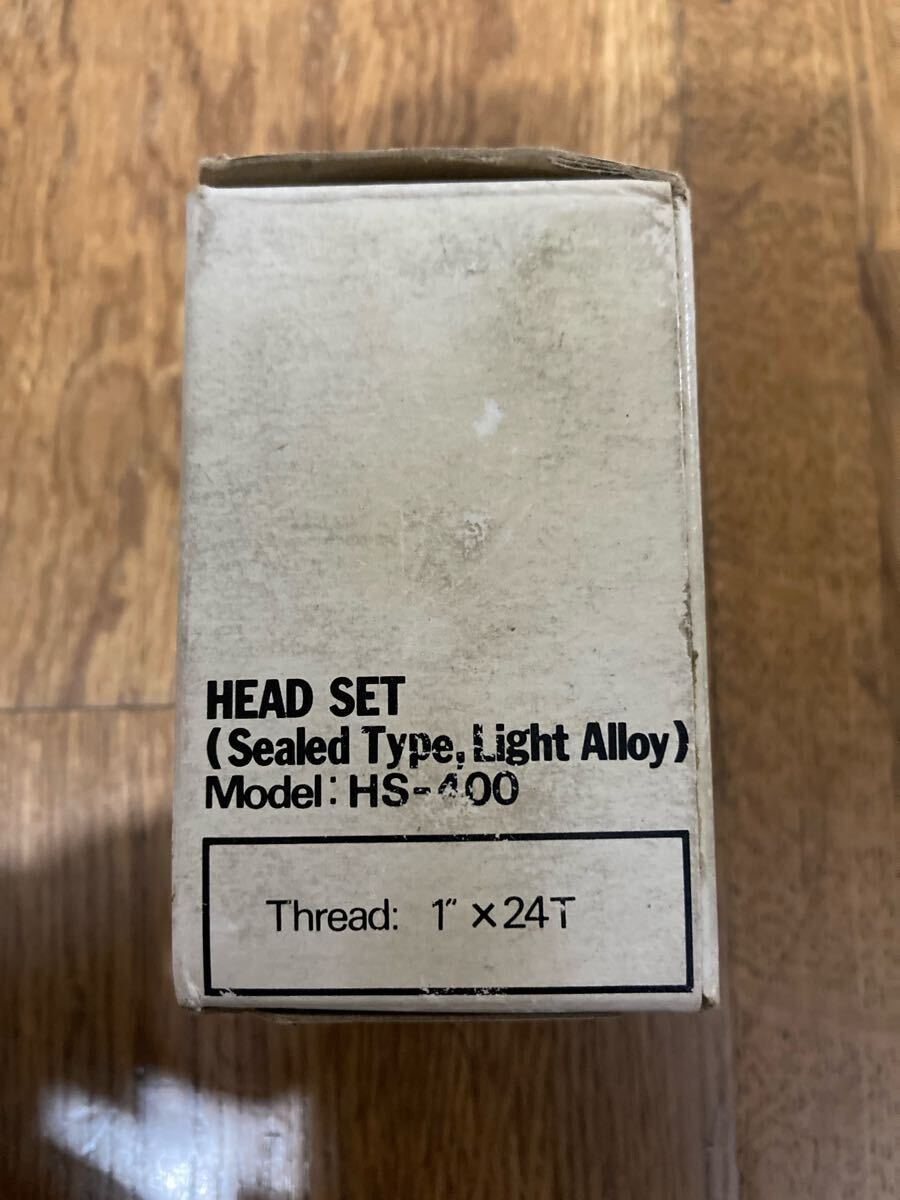 HEAD SET
(Sealed Type, Light Alloy)
Model: HS-400
Thread: 1" ×24T